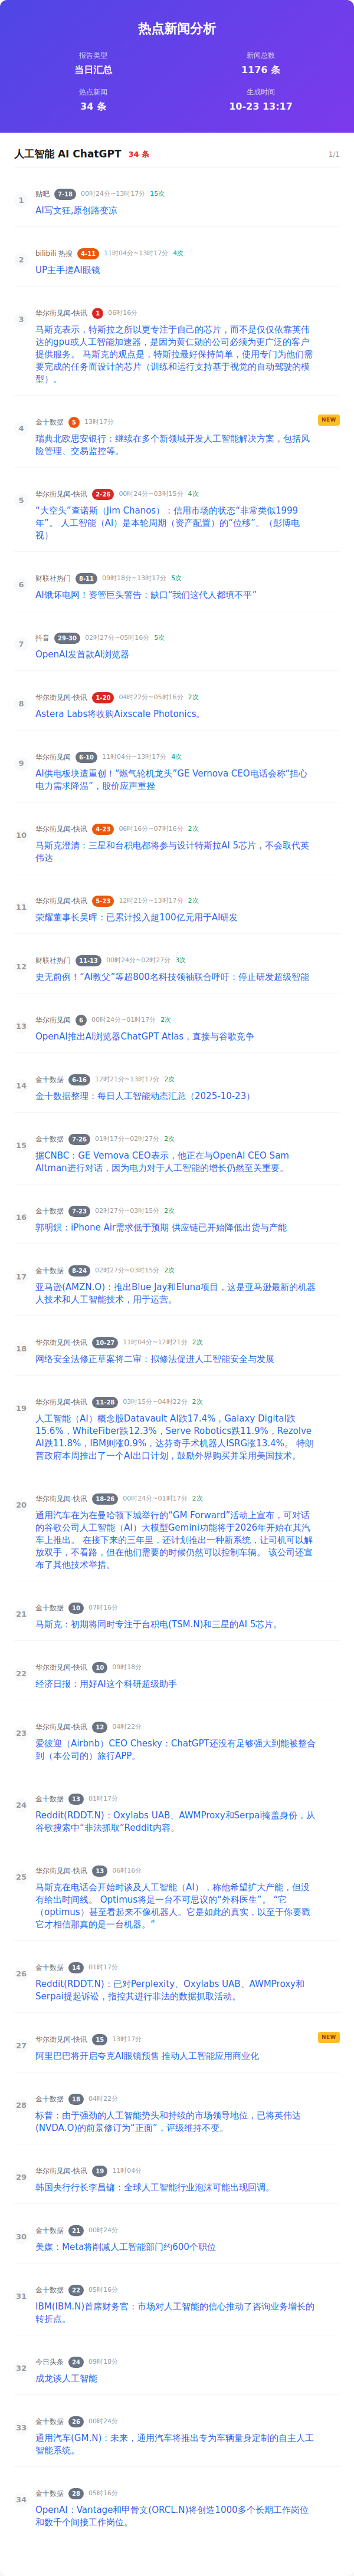 热点新闻分析
报告类型
新闻总数
当日汇总
1176 条
热点新闻
生成时间
34 条
10-23 13:17
人工智能 AI ChatGPT 34 条 1/1
1 贴吧 7-18 00时24分~13时17分 15次
AI写文狂,原创路变凉
2 bilibili 热搜 4-11 11时04分~13时17分 4次
UP主手搓AI眼镜
3 华尔街见闻-快讯 1 06时16分
马斯克表示，特斯拉之所以更专注于自己的芯片，而不是仅仅依靠英伟
达的gpu或人工智能加速器，是因为黄仁勋的公司必须为更广泛的客户
提供服务。 马斯克的观点是，特斯拉最好保持简单，使用专门为他们需
要完成的任务而设计的芯片（训练和运行支持基于视觉的自动驾驶的模
型）。
4 金十数据 5 13时17分 NEW
瑞典北欧思安银行：继续在多个新领域开发人工智能解决方案，包括风
险管理、交易监控等。
5 华尔街见闻-快讯 2-26 00时24分~03时15分 4次
“大空头”查诺斯（Jim Chanos）：信用市场的状态“非常类似1999
年”。 人工智能（AI）是本轮周期（资产配置）的“位移”。（彭博电
视）
6 财联社热门 8-11 09时18分~13时17分 5次
AI饿坏电网！资管巨头警告：缺口“我们这代人都填不平”
7 抖音 29-30 02时27分~05时16分 5次
OpenAI发首款AI浏览器
8 华尔街见闻-快讯 1-20 04时22分~05时16分 2次
Astera Labs将收购Aixscale Photonics。
9 华尔街见闻 6-10 11时04分~13时17分 4次
AI供电板块遭重创！“燃气轮机龙头”GE Vernova CEO电话会称“担心
电力需求降温”，股价应声重挫
10 华尔街见闻-快讯 4-23 06时16分~07时16分 2次
马斯克澄清：三星和台积电都将参与设计特斯拉AI 5芯片，不会取代英
伟达
11 华尔街见闻-快讯 5-23 12时21分~13时17分 2次
荣耀董事长吴晖：已累计投入超100亿元用于AI研发
12 财联社热门 11-13 00时24分~02时27分 3次
史无前例！“AI教父”等超800名科技领袖联合呼吁：停止研发超级智能
13 华尔街见闻 6 00时24分~01时17分 2次
OpenAI推出AI浏览器ChatGPT Atlas，直接与谷歌竞争
14 金十数据 6-16 12时21分~13时17分 2次
金十数据整理：每日人工智能动态汇总（2025-10-23）
15 金十数据 7-26 01时17分~02时27分 2次
据CNBC：GE Vernova CEO表示，他正在与OpenAI CEO Sam
Altman进行对话，因为电力对于人工智能的增长仍然至关重要。
16 金十数据 7-23 02时27分~03时15分 2次
郭明錤：iPhone Air需求低于预期 供应链已开始降低出货与产能
17 金十数据 8-24 02时27分~03时15分 2次
亚马逊(AMZN.O)：推出Blue Jay和Eluna项目，这是亚马逊最新的机器
人技术和人工智能技术，用于运营。
18 华尔街见闻-快讯 10-27 11时04分~12时21分 2次
网络安全法修正草案将二审：拟修法促进人工智能安全与发展
19 华尔街见闻-快讯 11-28 03时15分~04时22分 2次
人工智能（AI）概念股Datavault AI跌17.4%，Galaxy Digital跌
15.6%，WhiteFiber跌12.3%，Serve Robotics跌11.9%，Rezolve
AI跌11.8%，IBM则涨0.9%，达芬奇手术机器人ISRG涨13.4%。 特朗
普政府本周推出了一个AI出口计划，鼓励外界购买并采用美国技术。
20 华尔街见闻-快讯 18-26 00时24分~01时17分 2次
通用汽车在为在曼哈顿下城举行的“GM Forward”活动上宣布，可对话
的谷歌公司人工智能（AI）大模型Gemini功能将于2026年开始在其汽
车上推出。 在接下来的三年里，还计划推出一种新系统，让司机可以解
放双手，不看路，但在他们需要的时候仍然可以控制车辆。 该公司还宣
布了其他技术举措。
21 金十数据 10 07时16分
马斯克：初期将同时专注于台积电(TSM.N)和三星的AI 5芯片。
22 华尔街见闻-快讯 10 09时18分
经济日报：用好AI这个科研超级助手
23 华尔街见闻-快讯 12 04时22分
爱彼迎（Airbnb）CEO Chesky：ChatGPT还没有足够强大到能被整合
到（本公司的）旅行APP。
24 金十数据 13 01时17分
Reddit(RDDT.N)：Oxylabs UAB、AWMProxy和Serpai掩盖身份，从
谷歌搜索中“非法抓取”Reddit内容。
25 华尔街见闻-快讯 13 06时16分
马斯克在电话会开始时谈及人工智能（AI），称他希望扩大产能，但没
有给出时间线。 Optimus将是一台不可思议的“外科医生”。 “它
（optimus）甚至看起来不像机器人。它是如此的真实，以至于你要戳
它才相信那真的是一台机器。”
26 金十数据 14 01时17分
Reddit(RDDT.N)：已对Perplexity、Oxylabs UAB、AWMProxy和
Serpai提起诉讼，指控其进行非法的数据抓取活动。
27 华尔街见闻-快讯 15 13时17分 NEW
阿里巴巴将开启夸克AI眼镜预售 推动人工智能应用商业化
28 金十数据 18 04时22分
标普：由于强劲的人工智能势头和持续的市场领导地位，已将英伟达
(NVDA.O)的前景修订为“正面”，评级维持不变。
29 华尔街见闻-快讯 19 11时04分
韩国央行行长李昌镛：全球人工智能行业泡沫可能出现回调。
30 金十数据 21 00时24分
美媒：Meta将削减人工智能部门约600个职位
31 金十数据 22 05时16分
IBM(IBM.N)首席财务官：市场对人工智能的信心推动了咨询业务增长的
转折点。
32 今日头条 24 09时18分
成龙谈人工智能
33 金十数据 26 00时24分
通用汽车(GM.N)：未来，通用汽车将推出专为车辆量身定制的自主人工
智能系统。
34 金十数据 28 05时16分
OpenAI：Vantage和甲骨文(ORCL.N)将创造1000多个长期工作岗位
和数千个间接工作岗位。